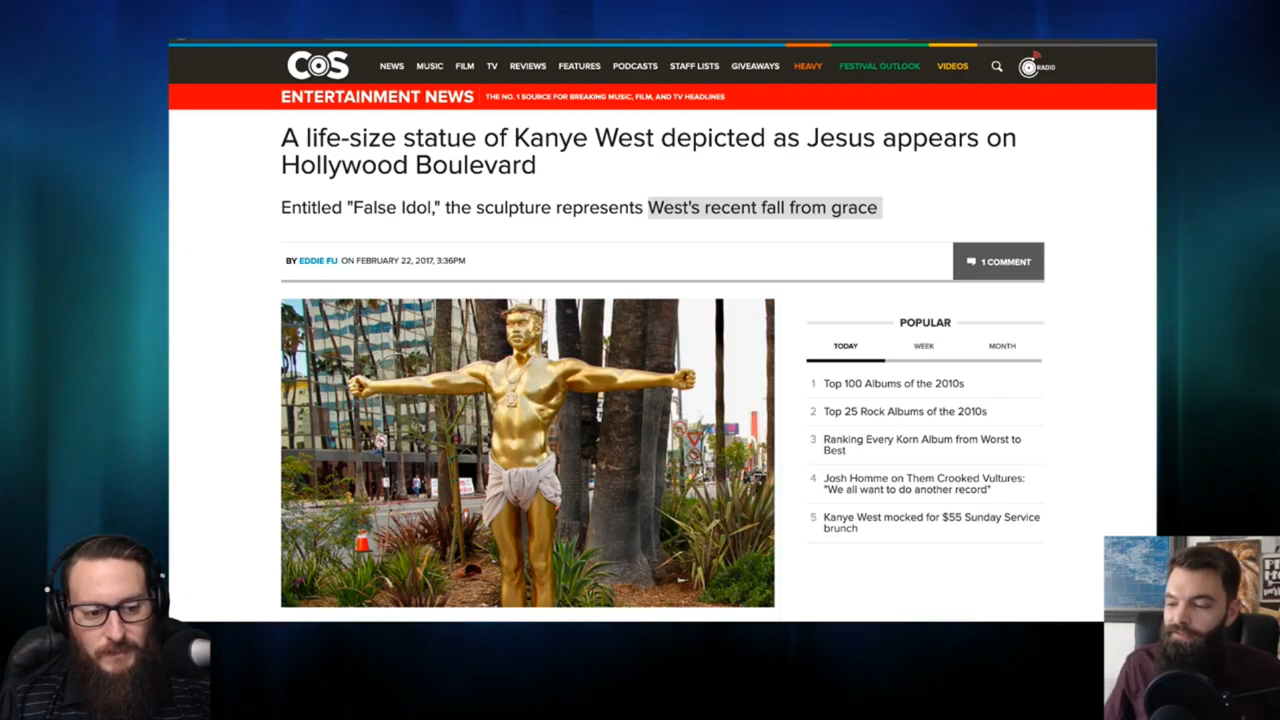 CoS
NEWS MUSIC FILM TV REVIEWS FEATURES PODCASTS STAFF LISTS GIVEAWAYS HEAVY FESTIVAL OUTLOOK VIDEOS RADIO
ENTERTAINMENT NEWS THE NO. 1 SOURCE FOR BREAKING MUSIC, FILM, AND TV HEADLINES
A life-size statue of Kanye West depicted as Jesus appears on
Hollywood Boulevard
Entitled "False Idol," the sculpture represents West's recent fall from grace
BY EDDIE FU ON FEBRUARY 22, 2017, 3:36PM
1 COMMENT
POPULAR
TODAY WEEK MONTH
1 Top 100 Albums of the 2010s
2 Top 25 Rock Albums of the 2010s
3 Ranking Every Korn Album from Worst to
Best
4 Josh Homme on Them Crooked Vultures:
"We all want to do another record"
5 Kanye West mocked for $55 Sunday Service
brunch